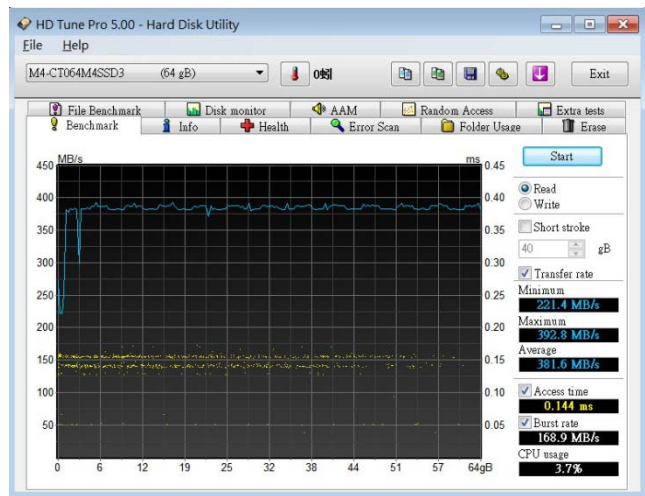 HD Tune Pro 5.00 - Hard Disk Utility
File Help
M4-CT064M4SSD3 (64 gB)
Exit
File Benchmark Disk monitor AAM Random Access Extra tests
Benchmark Info Health Error Scan Folder Usage Erase
MB/s ms
450 0.45
400 0.40
350 0.35
300 0.30
250 0.25
200 0.20
150 0.15
100 0.10
50 0.05
0 6 12 19 25 32 38 44 51 57 64gB
Start
Read
Write
Short stroke
40 gB
Transfer rate
Minimum
221.4 MB/s
Maximum
392.8 MB/s
Average
381.6 MB/s
Access time
0.144 ms
Burst rate
168.9 MB/s
CPU usage
3.7%